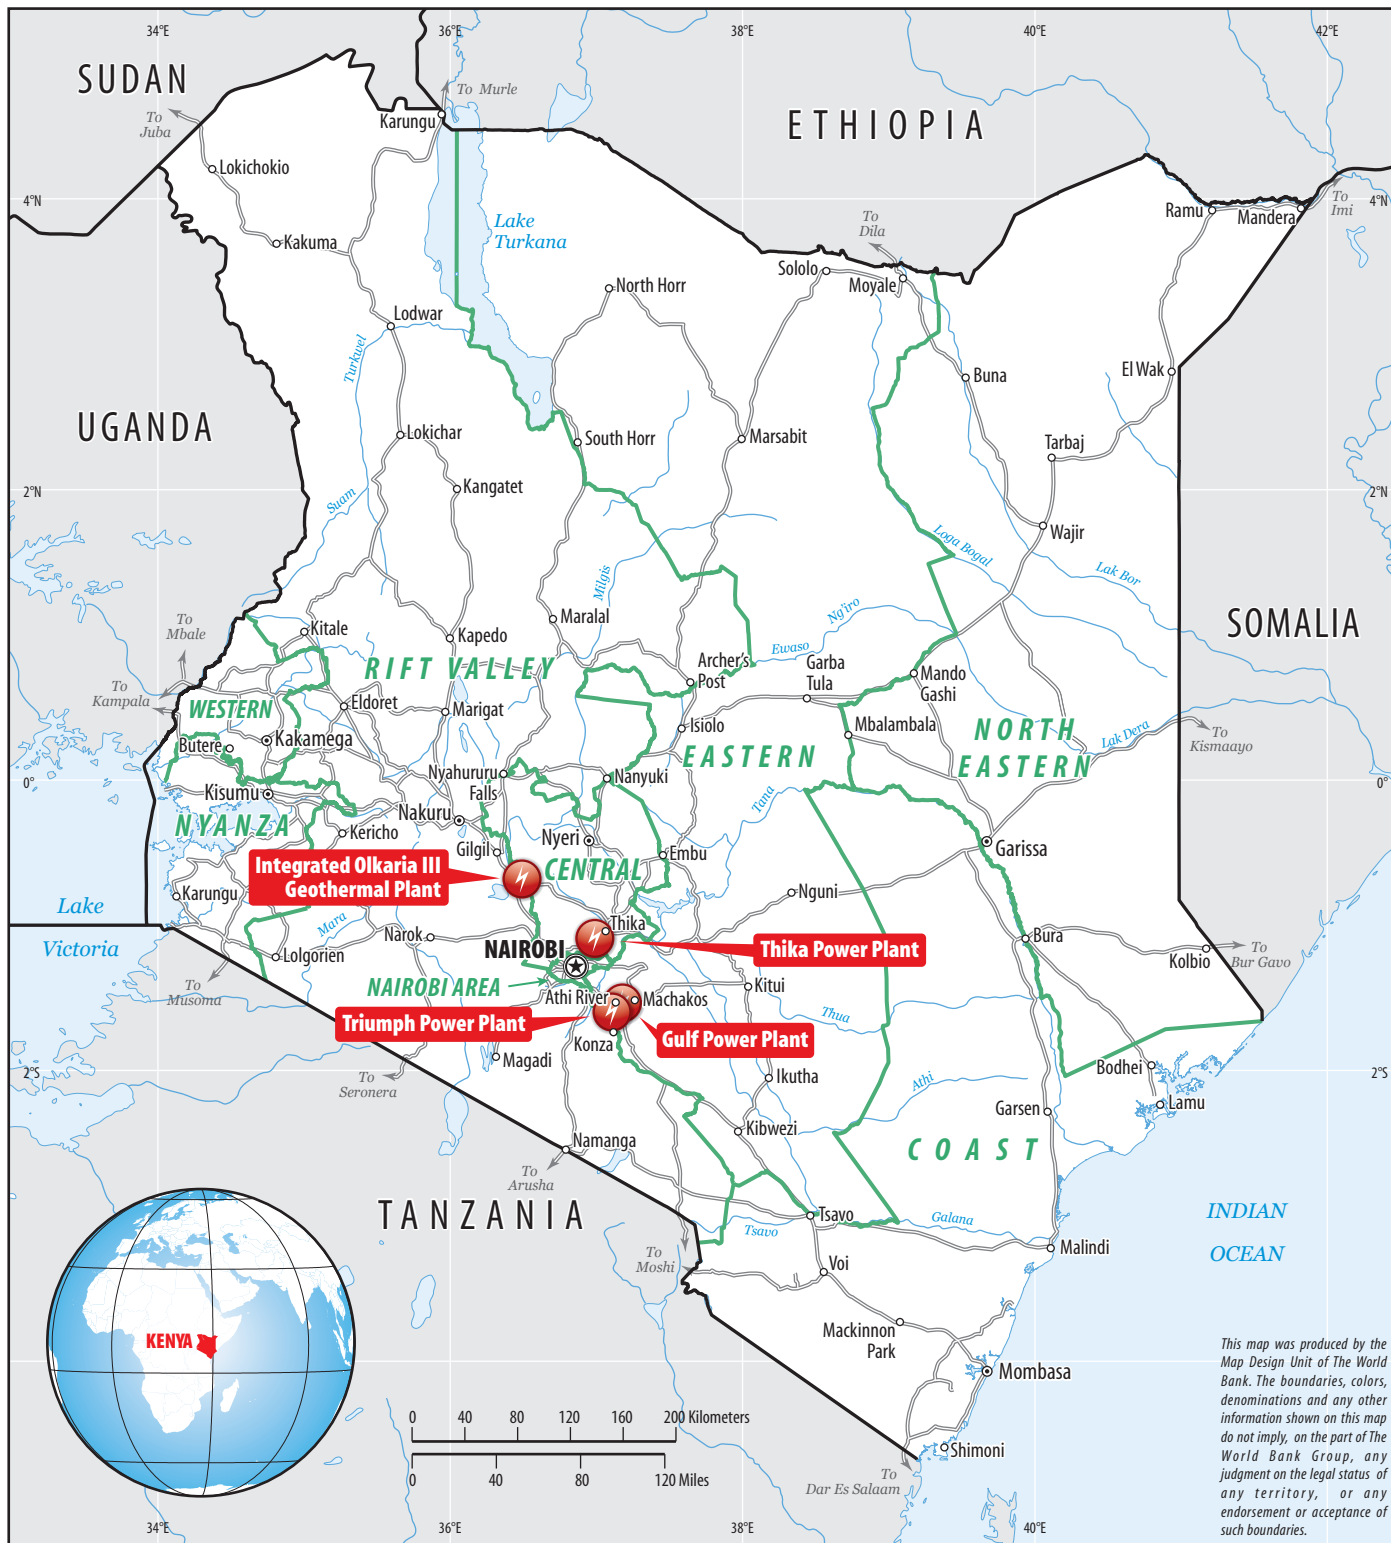 34°E
36°E
38°E
40°E
42°E
SUDAN
To
Juba
To Murle
Karungu
ETHIOPIA
Lokichokio
4°N
4°N
Ramu
Mandera
To
Imi
To
Dila
Lake
Turkana
Kakuma
Sololo
Moyale
North Horr
Lodwar
Turkwel
Buna
El Wak
UGANDA
Lokichar
South Horr
Marsabit
Tarbaj
Kangatet
2°N
2°N
Suam
Wajir
Loga Bogal
Lak Bor
Milgis
Ng'iro
Ewaso
SOMALIA
To
Mbale
Kitale
Kapedo
Maralal
RIFT VALLEY
Archer's
Post
Garba
Tula
Mando
Gashi
To
Kampala
WESTERN
Eldoret
Marigat
Isiolo
Mbalambala
NORTH
EASTERN
Lak Dera
To
Kismaayo
Butere
Kakamega
EASTERN
Nyahururu
Falls
Nanyuki
0°
0°
Kisumu
Tana
NYANZA
Nakuru
Kericho
Gilgil
Nyeri
Embu
Garissa
Integrated Olkaria III
Geothermal Plant
CENTRAL
Karungu
Nguni
Lake
Victoria
Mara
Narok
Thika
NAIROBI
Thika Power Plant
Bura
Kolbio
To
Bur Gavo
Lolgorien
To
Musoma
NAIROBI AREA
Athi River
Machakos
Kitui
Thua
Triumph Power Plant
Gulf Power Plant
Konza
Magadi
To
Seronera
Ikutha
Athi
Bodhei
2°S
2°S
Lamu
Garsen
Kibwezi
COAST
Namanga
To
Arusha
TANZANIA
Tsavo
Tsavo
Galana
INDIAN
OCEAN
Malindi
To
Moshi
Voi
KENYA
Mackinnon
Park
Mombasa
0
40
80
120
160
200 Kilometers
0
40
80
120 Miles
Shimoni
To
Dar Es Salaam
This map was produced by the
Map Design Unit of The World
Bank. The boundaries, colors,
denominations and any other
information shown on this map
do not imply, on the part of The
World Bank Group, any
judgment on the legal status of
any territory, or any
endorsement or acceptance of
such boundaries.
34°E
36°E
38°E
40°E